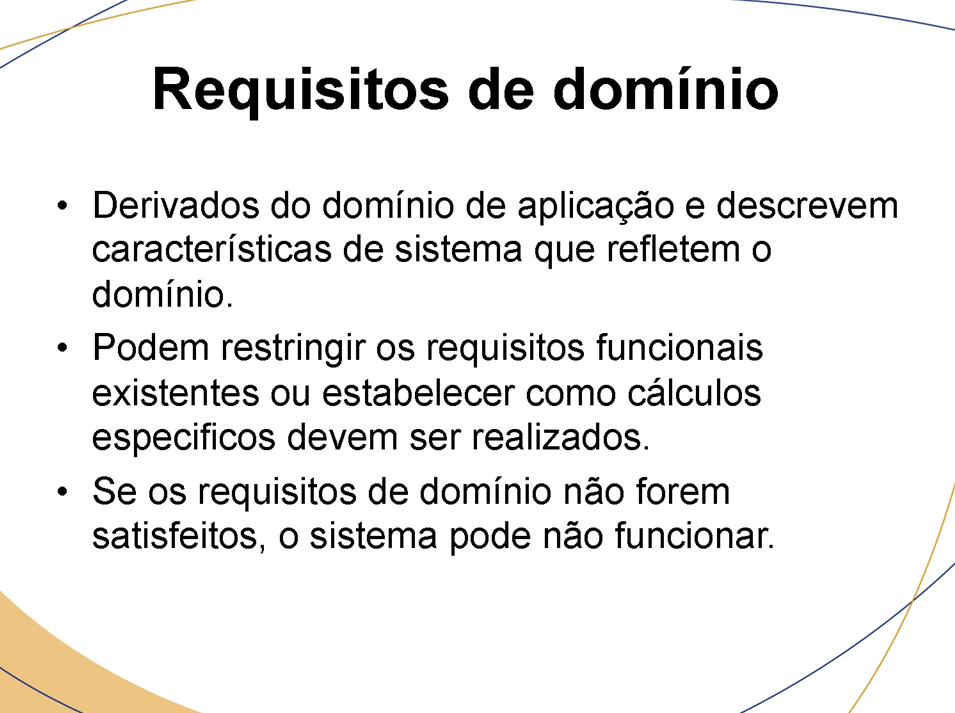 Requisitos de domínio
• Derivados do domínio de aplicação e descrevem
características de sistema que refletem o
domínio.
• Podem restringir os requisitos funcionais
existentes ou estabelecer como cálculos
especificos devem ser realizados.
• Se os requisitos de domínio não forem
satisfeitos, o sistema pode não funcionar.